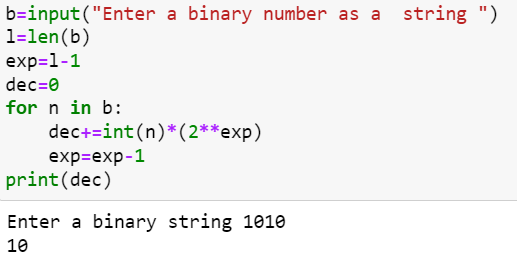 b=input("Enter a binary number as a  string ")
l=len(b)
exp=l-1
dec=0
for n in b:
    dec+=int(n)*(2**exp)
    exp=exp-1
print(dec)
Enter a binary string 1010
10